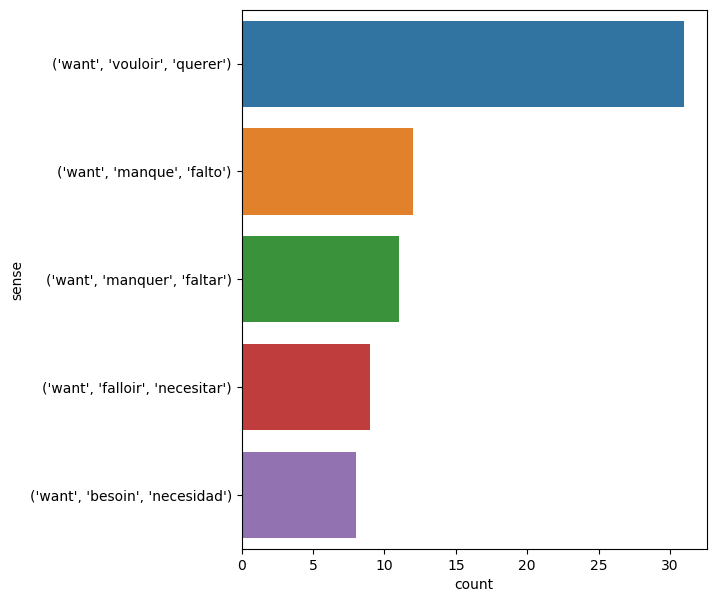 ('want', 'vouloir', 'querer')
('want', 'manque', 'falto')
('want', 'manquer', 'faltar')
('want', 'falloir', 'necesitar')
('want', 'besoin', 'necesidad')
sense
0 5 10 15 20 25 30
count